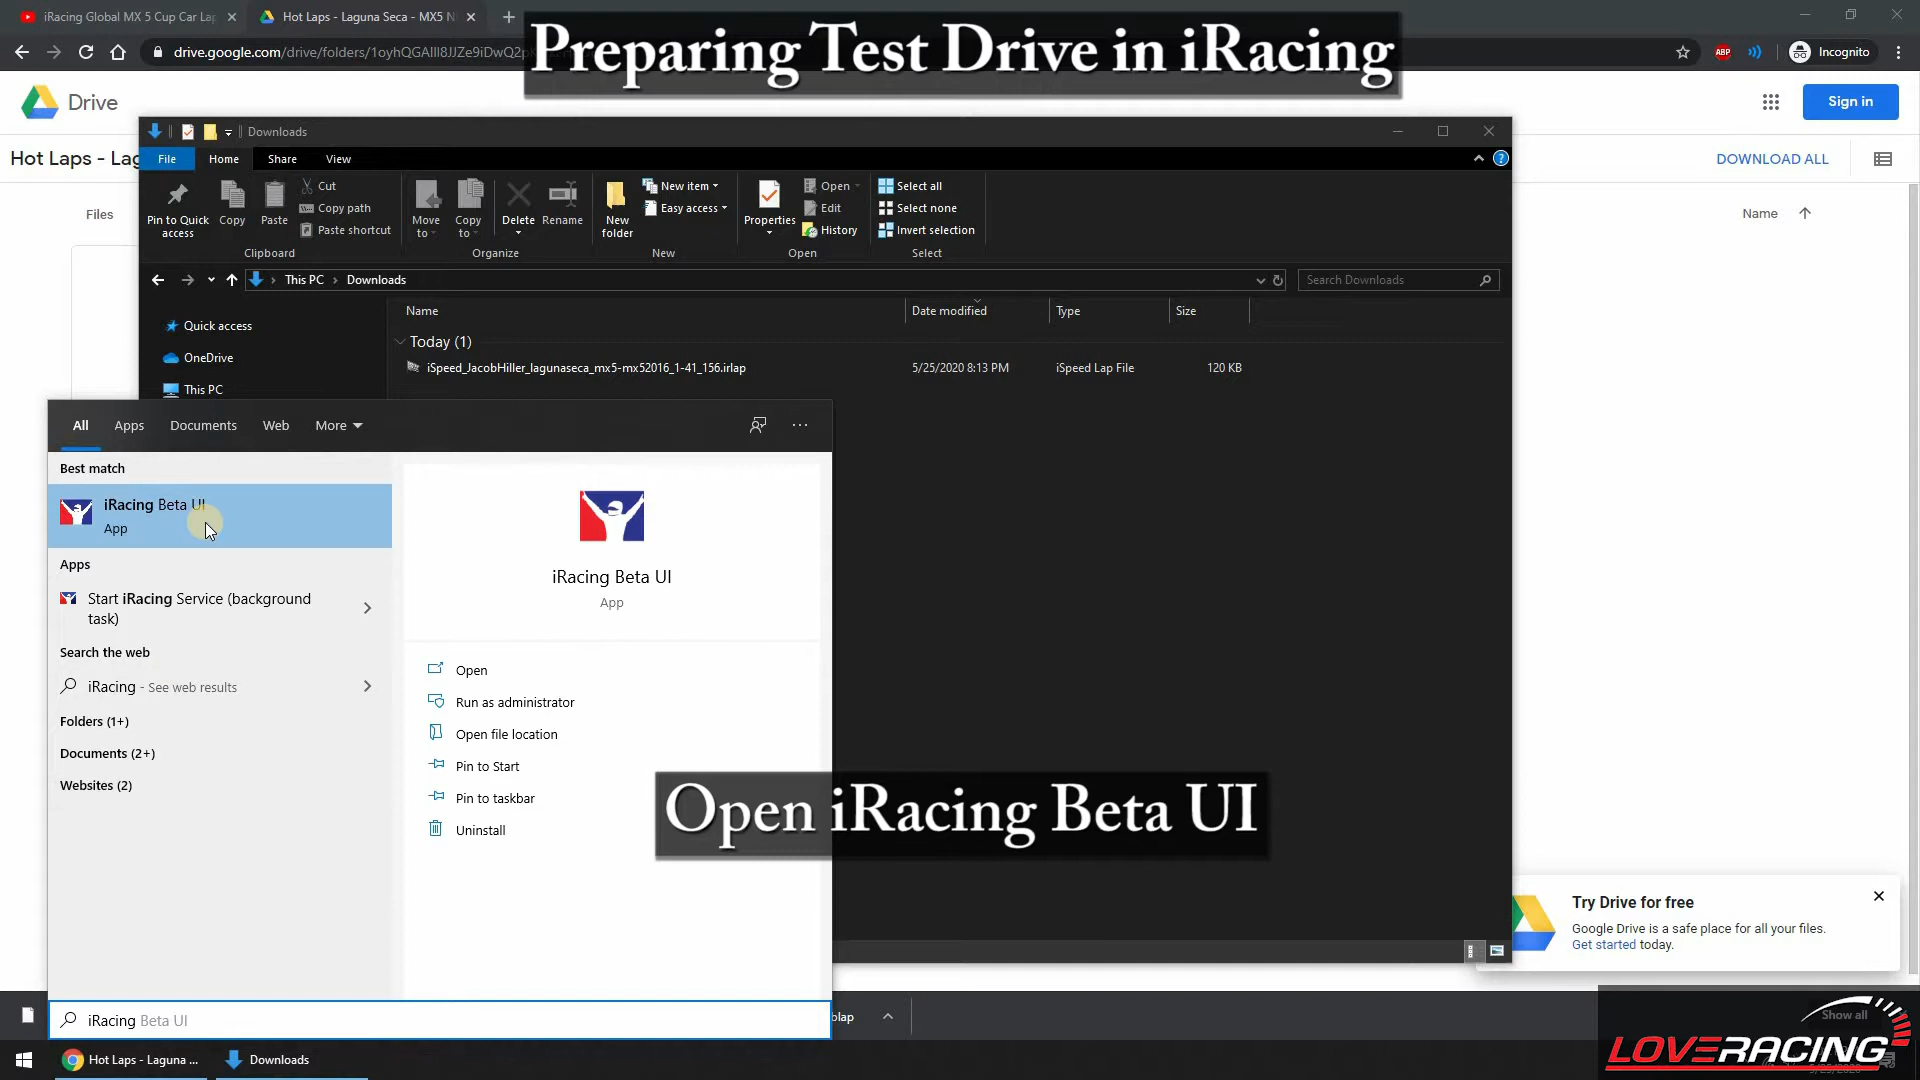 iRacing Global MX 5 Cup Car Lap
Hot Laps - Laguna Seca - MX5 N
Preparing Test Drive in iRacing
drive.google.com/drive/folders/1oyhQGAIll8JJZe9iDwQ2p
ABP
Incognito
Drive
Sign in
Downloads
Hot Laps - Lag
DOWNLOAD ALL
File
Home
Share
View
Files
Name
Pin to Quick access
Copy
Paste
Cut
Copy path
Paste shortcut
Clipboard
Move to
Copy to
Delete
Rename
Organize
New folder
New item
Easy access
New
Properties
Open
Edit
History
Open
Select all
Select none
Invert selection
Select
This PC
Downloads
Search Downloads
Name
Date modified
Type
Size
Quick access
OneDrive
This PC
Today (1)
iSpeed_JacobHiller_lagunaseca_mx5-mx52016_1-41_156.irlap
5/25/2020 8:13 PM
iSpeed Lap File
120 KB
All
Apps
Documents
Web
More
Best match
iRacing Beta UI
App
Apps
Start iRacing Service (background
task)
Search the web
iRacing - See web results
Folders (1+)
Documents (2+)
Websites (2)
iRacing Beta UI
App
Open
Run as administrator
Open file location
Pin to Start
Pin to taskbar
Uninstall
Open iRacing Beta UI
Try Drive for free
Google Drive is a safe place for all your files.
Get started today.
iRacing Beta UI
blap
Show all
LOVERACING
Hot Laps - Laguna ...
Downloads